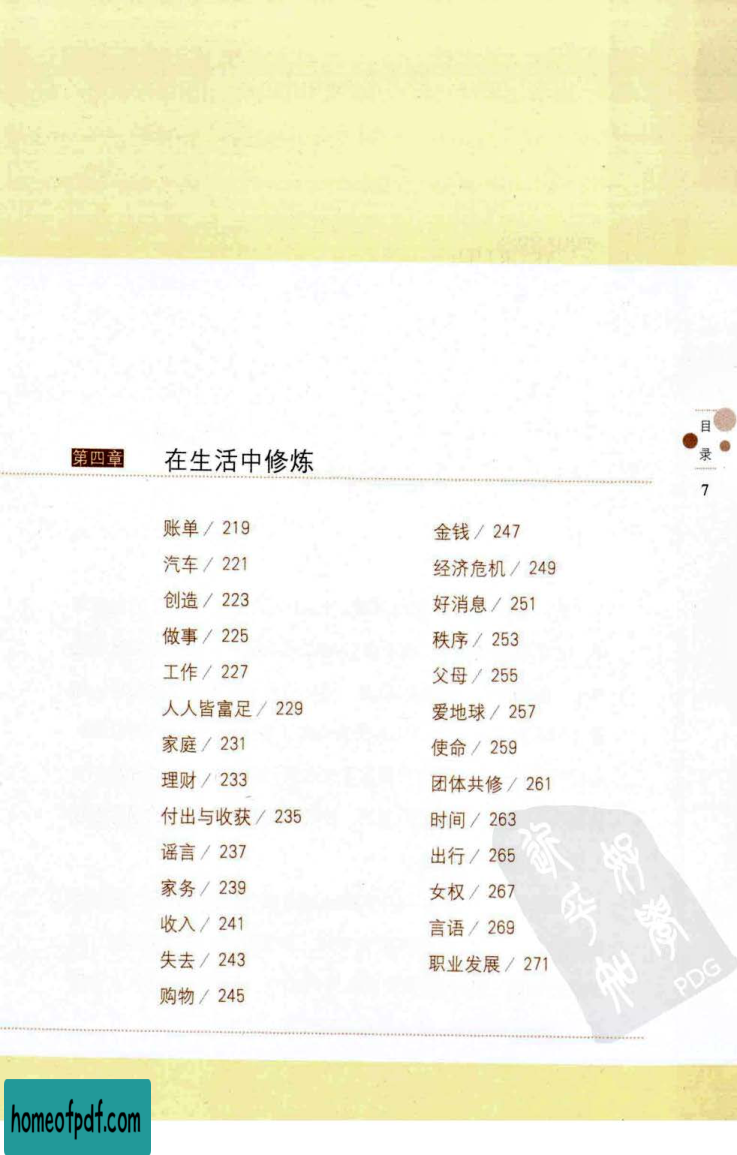 目
录
7
第四章 在生活中修炼
账单 / 219
汽车 / 221
创造 / 223
做事 / 225
工作 / 227
人人皆富足 / 229
家庭 / 231
理财 / 233
付出与收获 / 235
谣言 / 237
家务 / 239
收入 / 241
失去 / 243
购物 / 245
金钱 / 247
经济危机 / 249
好消息 / 251
秩序 / 253
父母 / 255
爱地球 / 257
使命 / 259
团体共修 / 261
时间 / 263
出行 / 265
女权 / 267
言语 / 269
职业发展 / 271
PDG
homeofpdf.com